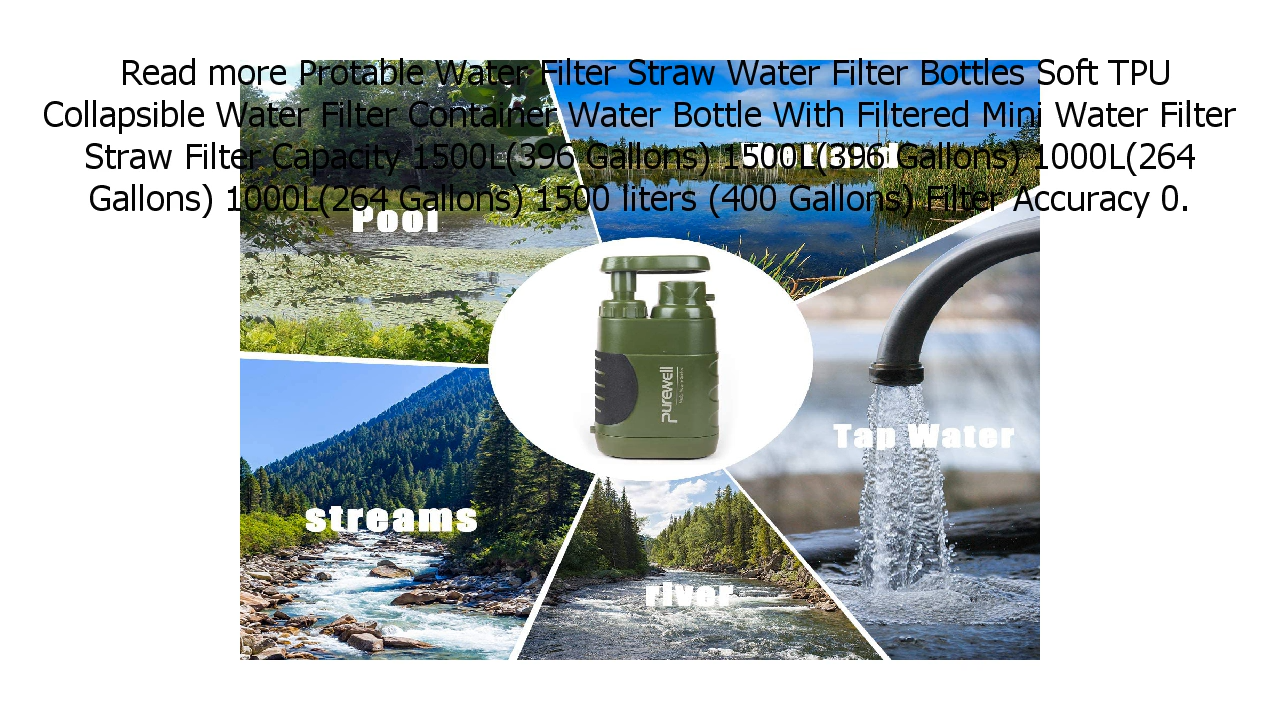 Read more Protable Water Filter Straw Water Filter Bottles Soft TPU
Collapsible Water Filter Container Water Bottle With Filtered Mini Water Filter
Straw Filter Capacity 1500L(396 Gallons) 1500L(396 Gallons) 1000L(264
Gallons) 1000L(264 Gallons) 1500 liters (400 Gallons) Filter Accuracy 0.
Pool
purewell
Tap Water
streams
river